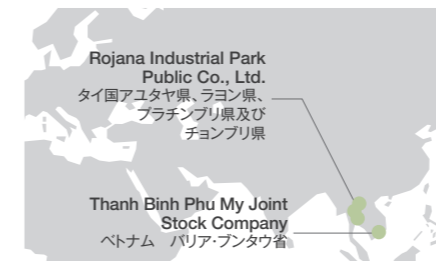 Rojana Industrial Park
Public Co., Ltd.
タイ国アユタヤ県、ラヨン県、
プラチンブリ県及び
チョンブリ県
Thanh Binh Phu My Joint
Stock Company
ベトナム　バリア・ブンタウ省